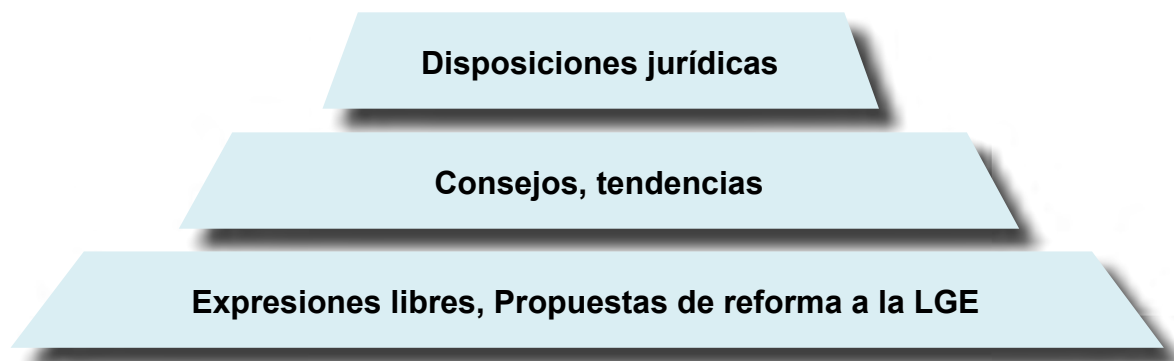 Disposiciones jurídicas
Consejos, tendencias
Expresiones libres, Propuestas de reforma a la LGE